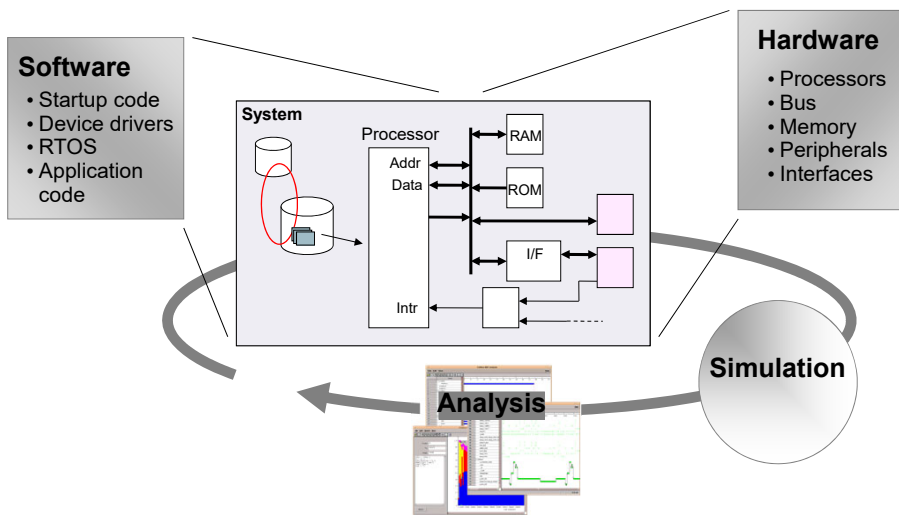 Software
• Startup code
• Device drivers
• RTOS
• Application
code
Hardware
• Processors
• Bus
• Memory
• Peripherals
• Interfaces
System
Processor
Addr
Data
Intr
RAM
ROM
I/F
Simulation
Analysis